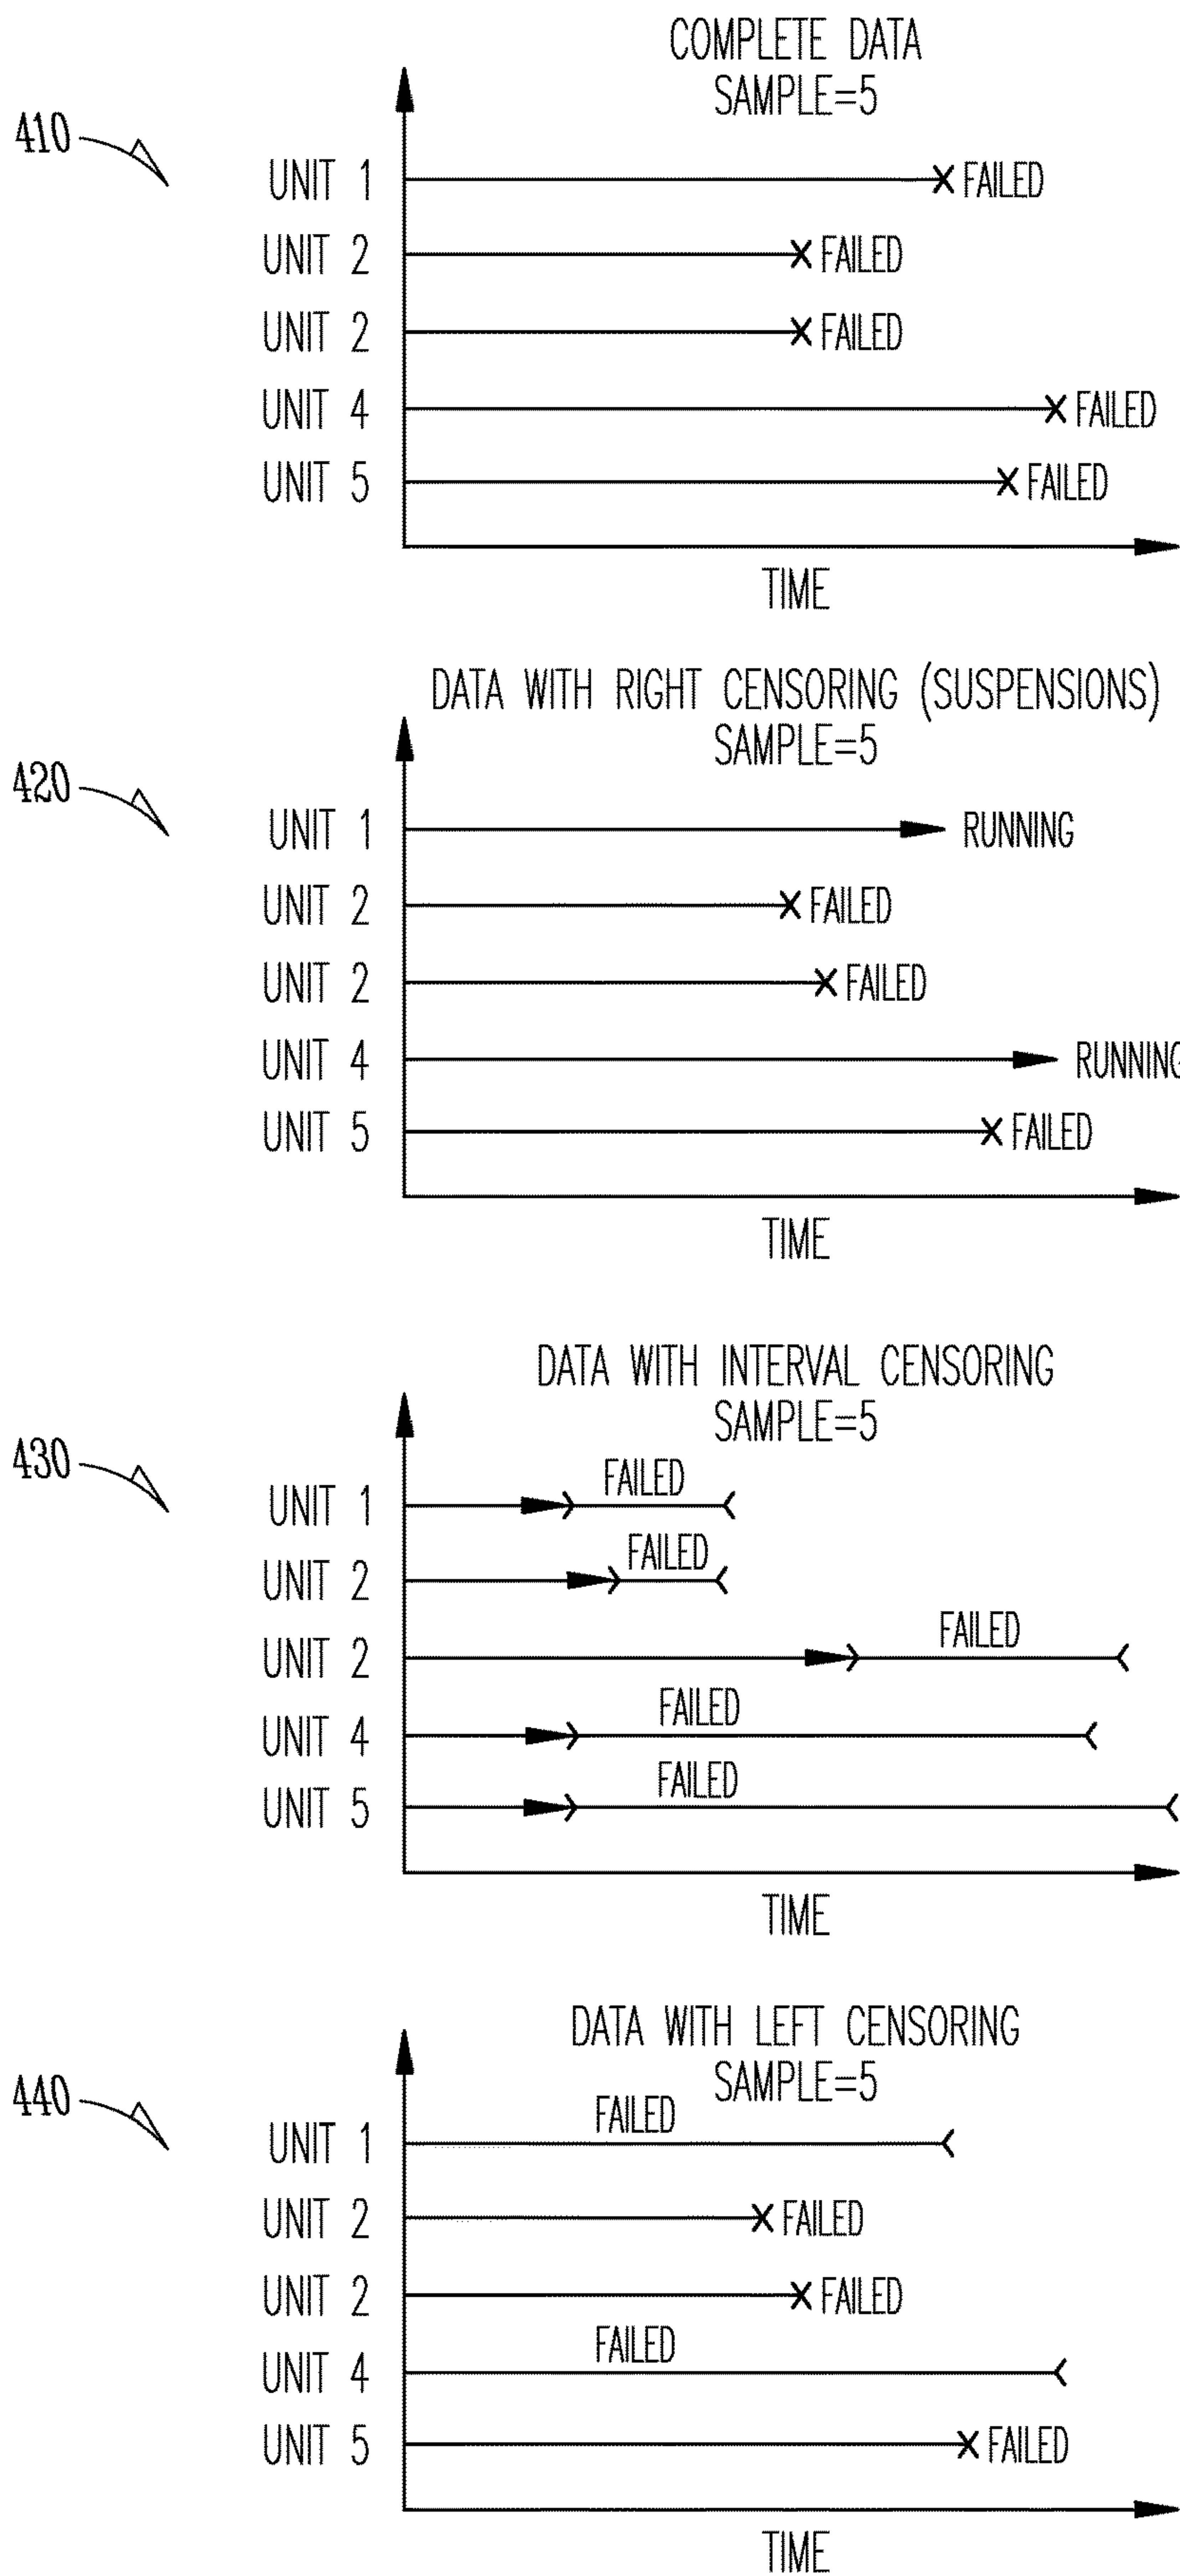 COMPLETE DATA
SAMPLE=5
410
UNIT 1 FAILED
UNIT 2 FAILED
UNIT 2 FAILED
UNIT 4 FAILED
UNIT 5 FAILED
TIME
DATA WITH RIGHT CENSORING (SUSPENSIONS)
SAMPLE=5
420
UNIT 1 RUNNING
UNIT 2 FAILED
UNIT 2 FAILED
UNIT 4 RUNNING
UNIT 5 FAILED
TIME
DATA WITH INTERVAL CENSORING
SAMPLE=5
430
UNIT 1 FAILED
UNIT 2 FAILED
UNIT 2 FAILED
UNIT 4 FAILED
UNIT 5 FAILED
TIME
DATA WITH LEFT CENSORING
SAMPLE=5
440
UNIT 1 FAILED
UNIT 2 FAILED
UNIT 2 FAILED
UNIT 4 FAILED
UNIT 5 FAILED
TIME